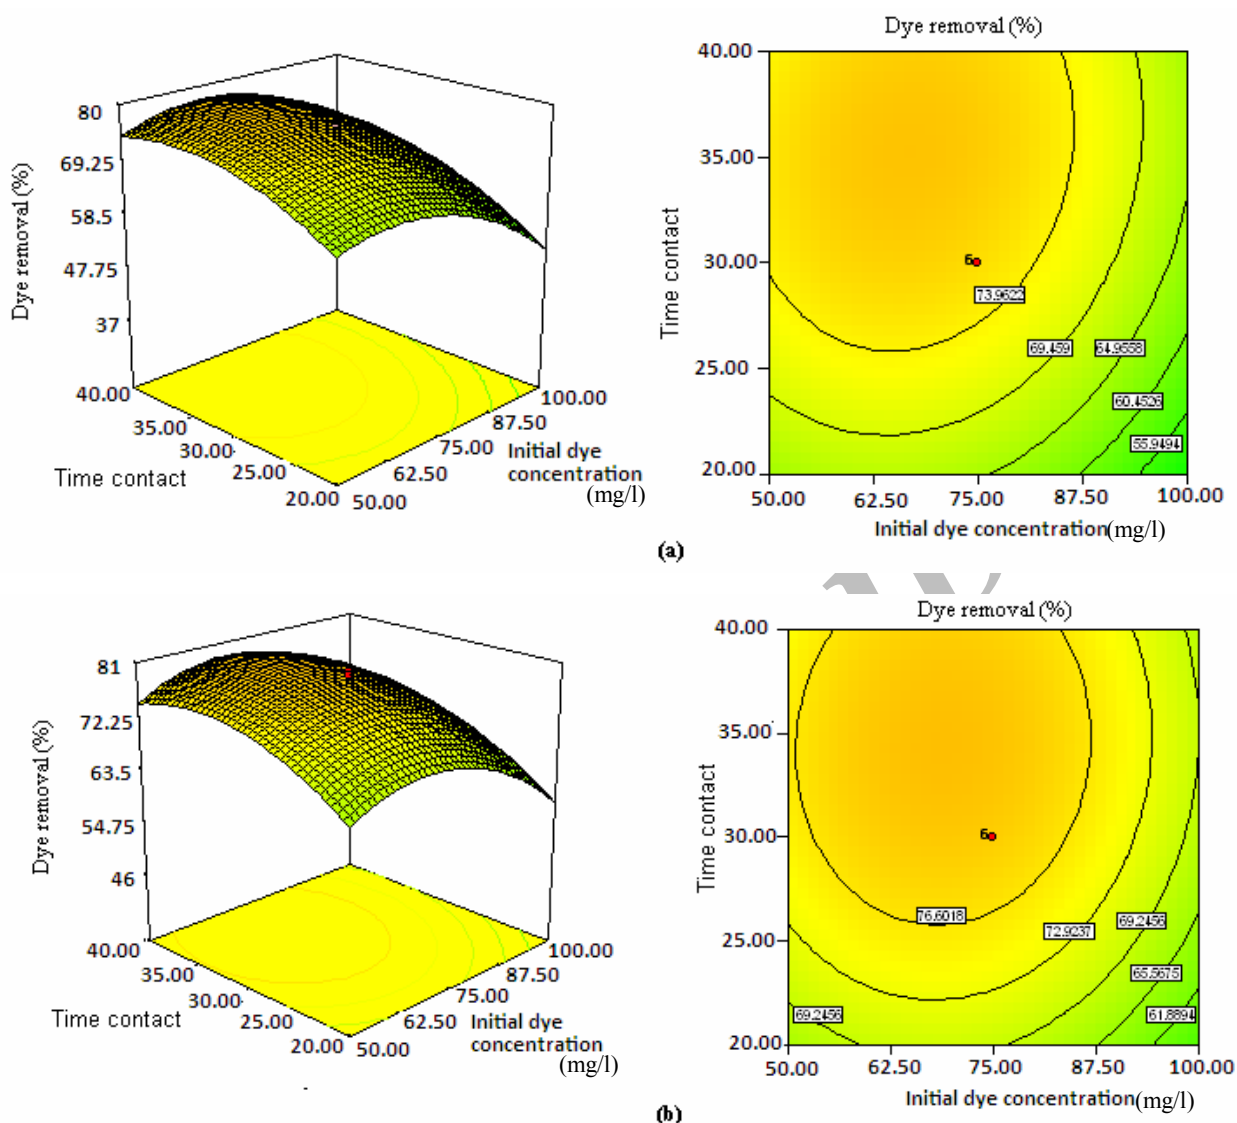 Dye removal (%)
80
69.25
58.5
47.75
37
Dye removal (%)
40.00
35.00
30.00
25.00
20.00
Time contact
50.00
62.50
75.00
87.50
100.00
Initial dye
concentration
(mg/l)
40.00
35.00
30.00
25.00
20.00
Time contact
6
73.9622
69.459
64.9558
60.4526
55.9494
50.00 62.50 75.00 87.50 100.00
Initial dye concentration(mg/l)
(a)
Dye removal (%)
81
72.25
63.5
54.75
46
Dye removal (%)
40.00
35.00
30.00
25.00
20.00
Time contact
50.00
62.50
75.00
87.50
100.00
Initial dye
concentration
(mg/l)
40.00
35.00
30.00
25.00
20.00
Time contact
6
76.6018
72.9237
69.2456
65.5675
61.8894
69.2456
50.00 62.50 75.00 87.50 100.00
Initial dye concentration(mg/l)
(b)